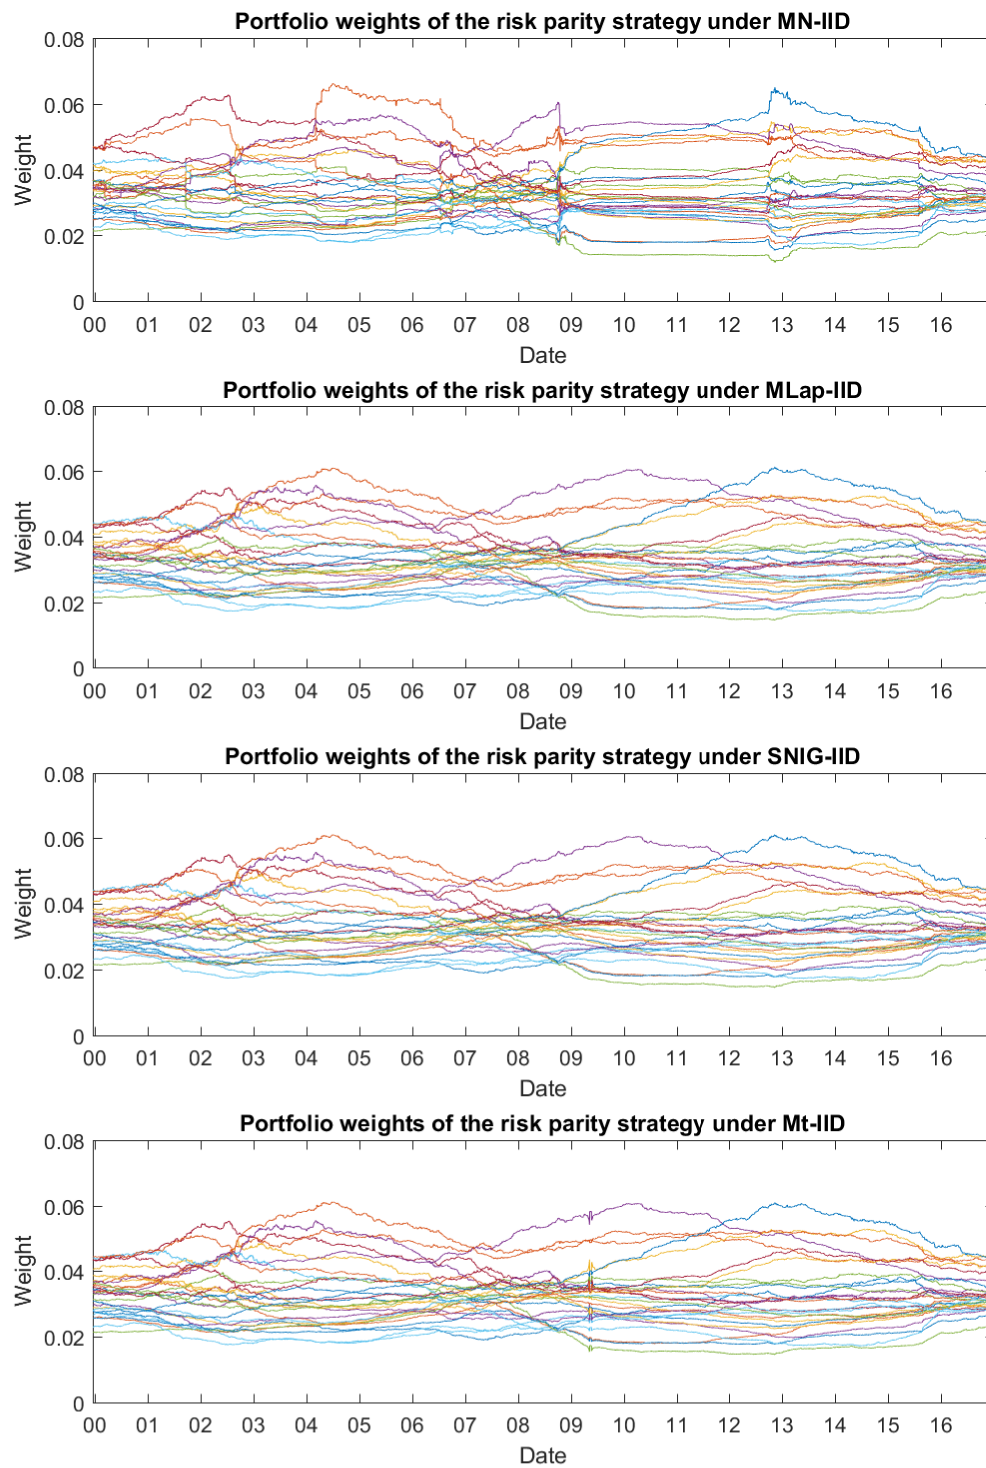 Portfolio weights of the risk parity strategy under MN-IID
0.08
0.06
0.04
0.02
0
Weight
00 01 02 03 04 05 06 07 08 09 10 11 12 13 14 15 16
Date
Portfolio weights of the risk parity strategy under MLap-IID
0.08
0.06
0.04
0.02
0
Weight
00 01 02 03 04 05 06 07 08 09 10 11 12 13 14 15 16
Date
Portfolio weights of the risk parity strategy under SNIG-IID
0.08
0.06
0.04
0.02
0
Weight
00 01 02 03 04 05 06 07 08 09 10 11 12 13 14 15 16
Date
Portfolio weights of the risk parity strategy under Mt-IID
0.08
0.06
0.04
0.02
0
Weight
00 01 02 03 04 05 06 07 08 09 10 11 12 13 14 15 16
Date